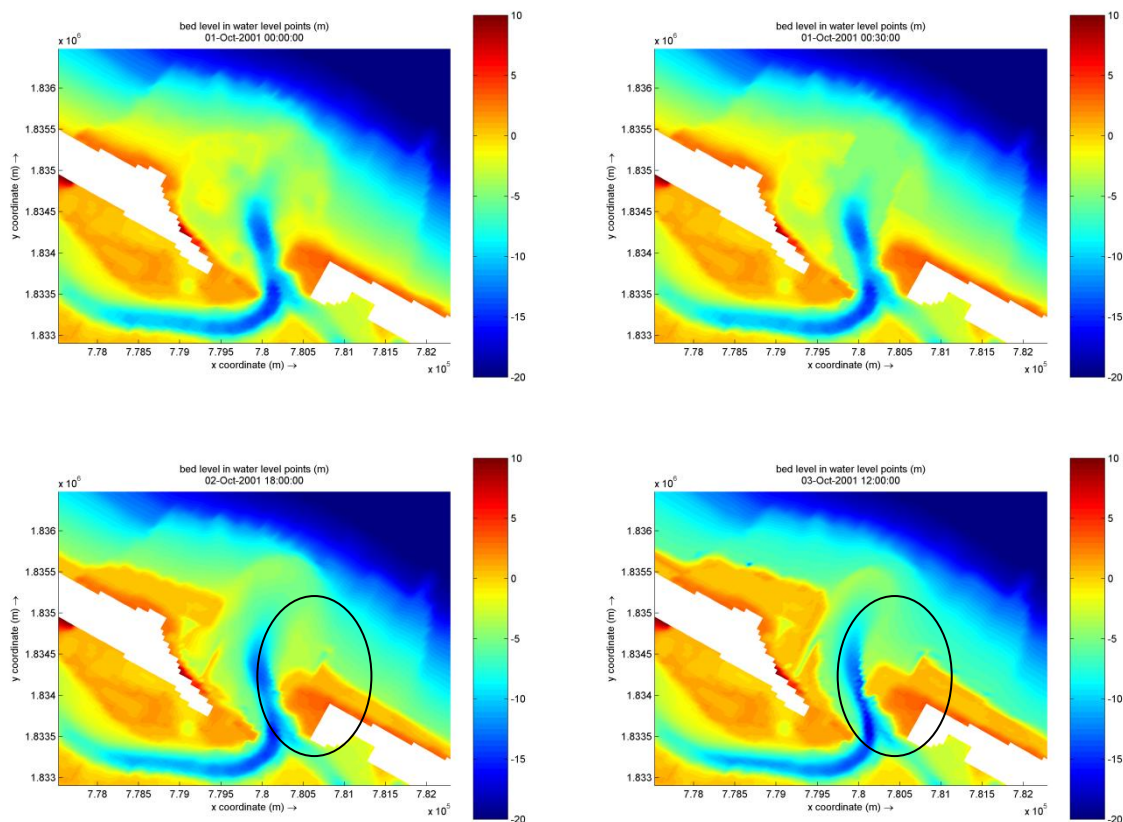 bed level in water level points (m)
01-Oct-2001 00:00:00
x 10^6
1.836
1.8355
1.835
1.8345
1.834
1.8335
1.833
y coordinate (m) →
7.78 7.785 7.79 7.795 7.8 7.805 7.81 7.815 7.82
x coordinate (m) →
x 10^5
10
5
0
-5
-10
-15
-20
bed level in water level points (m)
01-Oct-2001 00:30:00
x 10^6
1.836
1.8355
1.835
1.8345
1.834
1.8335
1.833
y coordinate (m) →
7.78 7.785 7.79 7.795 7.8 7.805 7.81 7.815 7.82
x coordinate (m) →
x 10^5
10
5
0
-5
-10
-15
-20
bed level in water level points (m)
02-Oct-2001 18:00:00
x 10^6
1.836
1.8355
1.835
1.8345
1.834
1.8335
1.833
y coordinate (m) →
7.78 7.785 7.79 7.795 7.8 7.805 7.81 7.815 7.82
x coordinate (m) →
x 10^5
10
5
0
-5
-10
-15
-20
bed level in water level points (m)
03-Oct-2001 12:00:00
x 10^6
1.836
1.8355
1.835
1.8345
1.834
1.8335
1.833
y coordinate (m) →
7.78 7.785 7.79 7.795 7.8 7.805 7.81 7.815 7.82
x coordinate (m) →
x 10^5
10
5
0
-5
-10
-15
-20